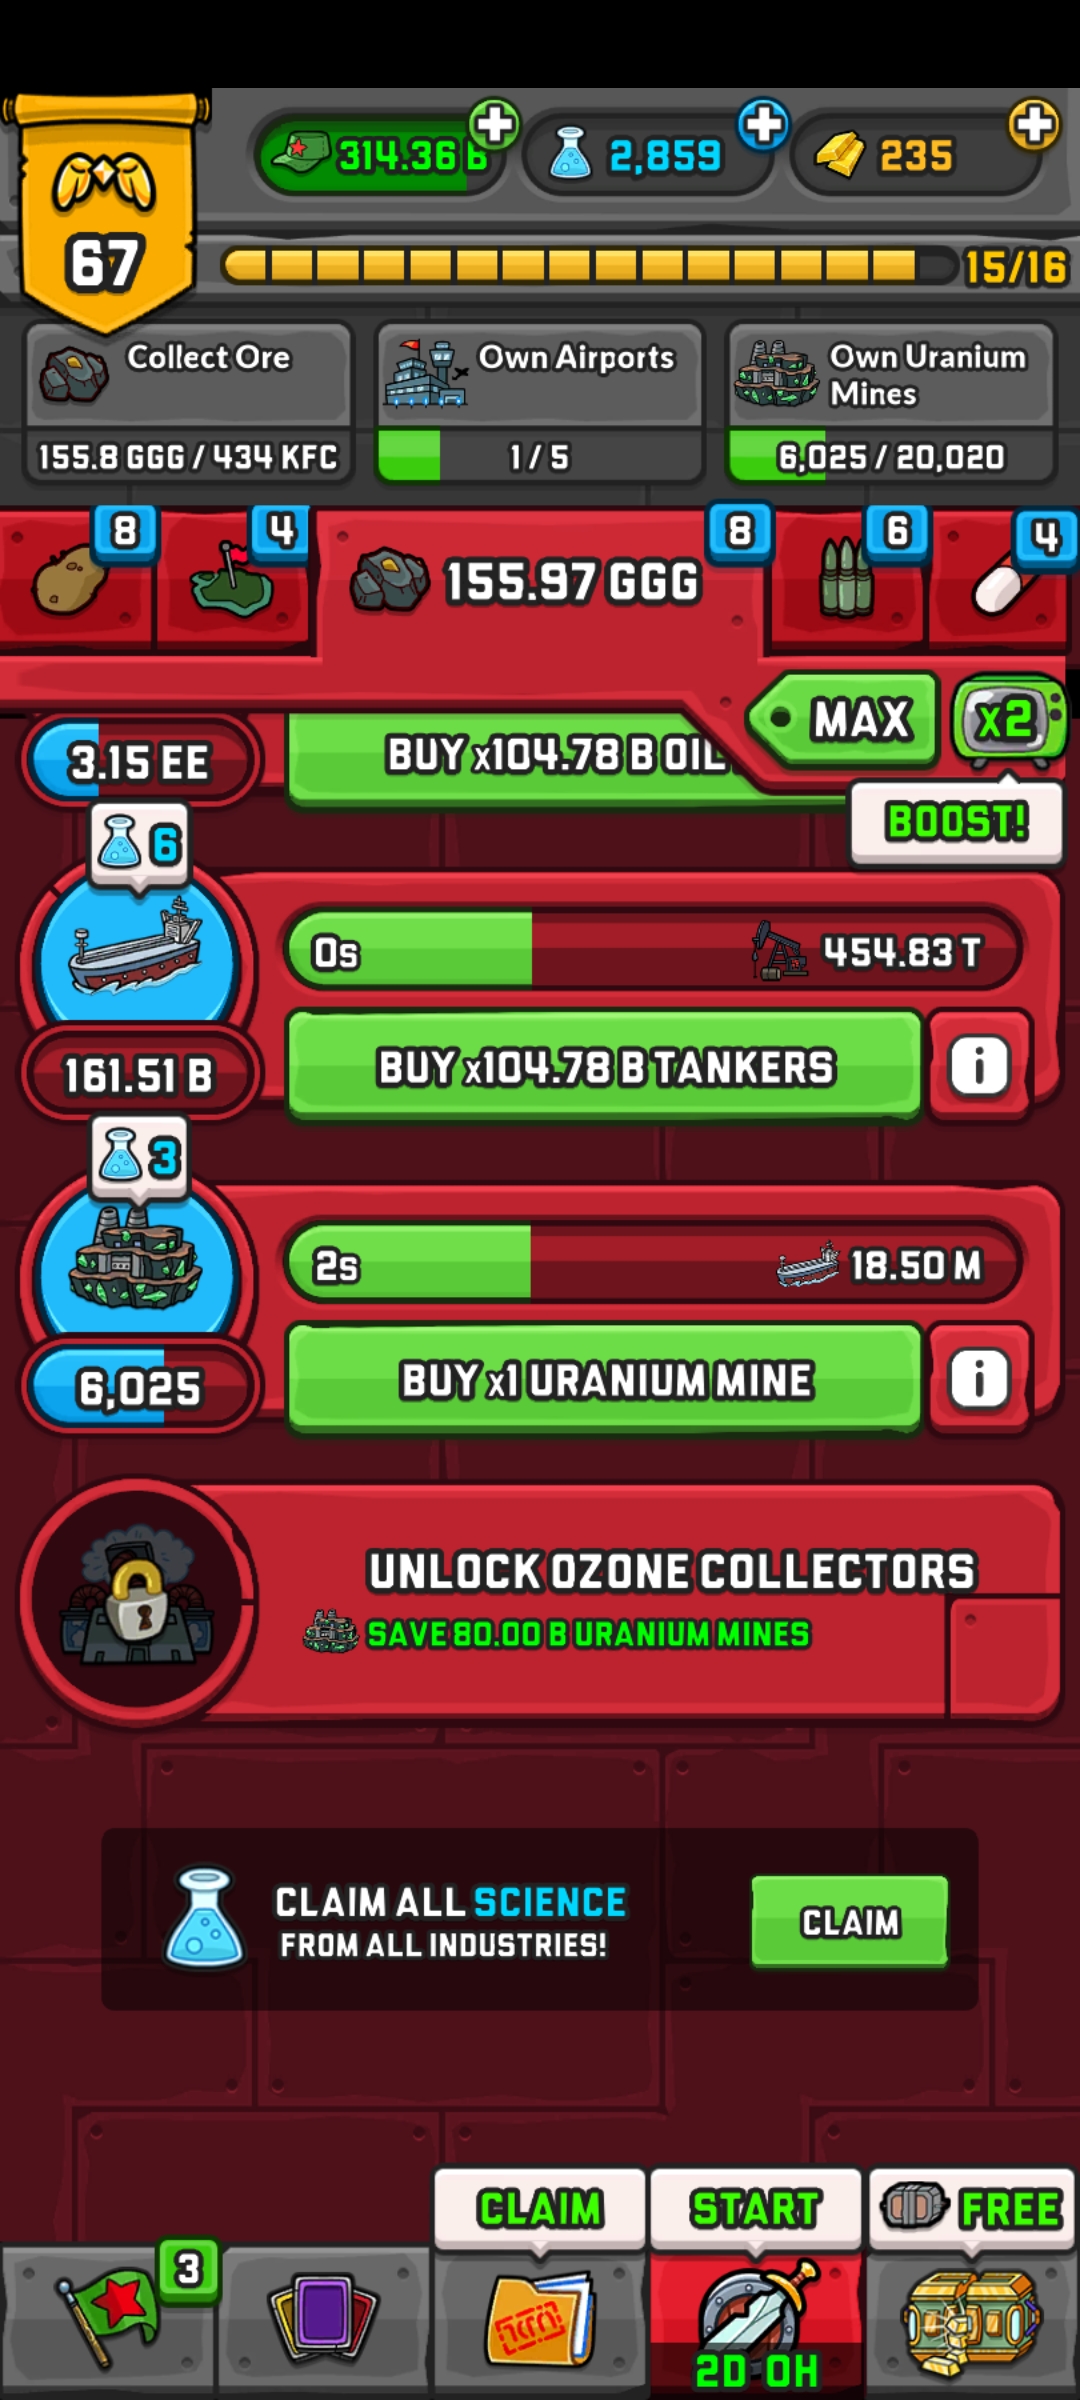 314.36 B
2,859
235
67
15/16
Collect Ore
Own Airports
Own Uranium
Mines
155.8 GGG / 434 KFC
1 / 5
6,025 / 20,020
8
4
8
6
4
155.97 GGG
MAX
x2
3.15 EE
BUY x104.78 B OIL
BOOST!
6
0s
454.83 T
161.51 B
BUY x104.78 B TANKERS
i
3
2s
18.50 M
6,025
BUY x1 URANIUM MINE
i
UNLOCK OZONE COLLECTORS
SAVE 80.00 B URANIUM MINES
CLAIM ALL SCIENCE
FROM ALL INDUSTRIES!
CLAIM
CLAIM
START
FREE
3
2D 0H